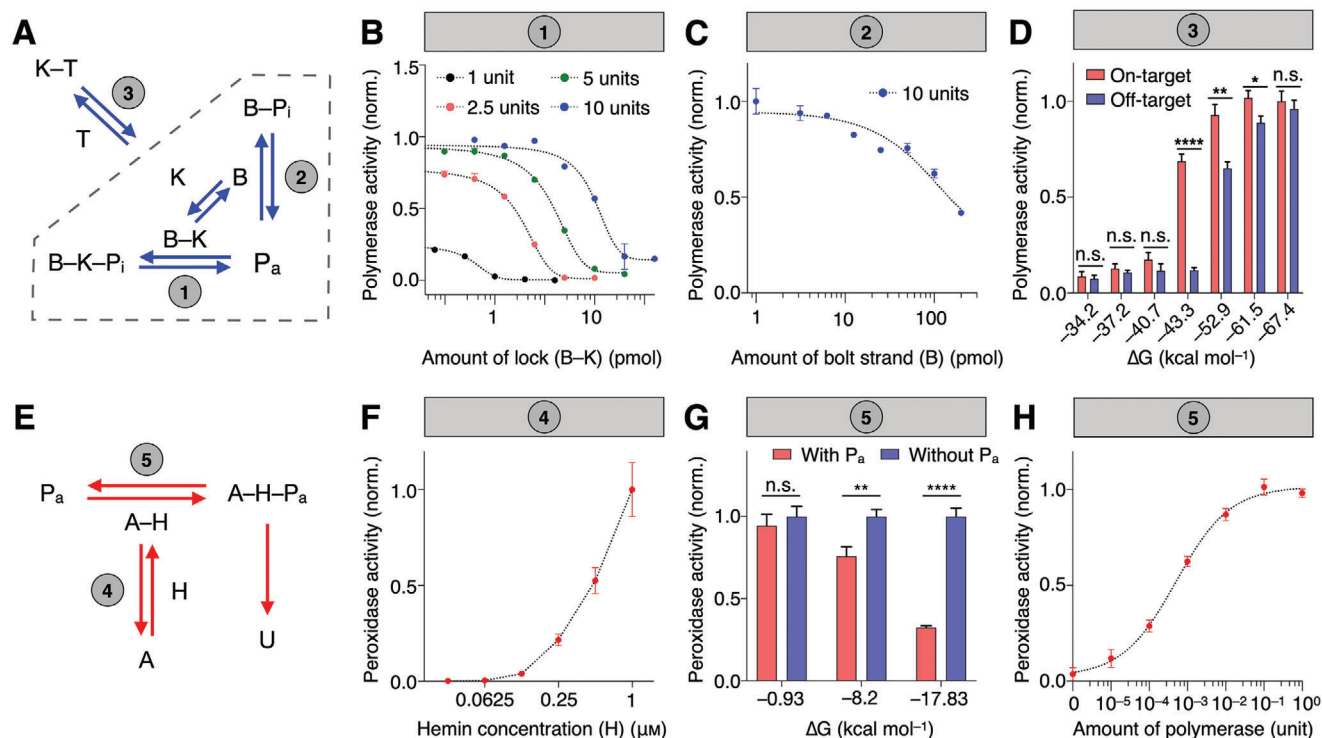 A
K–T
3
T
B–Pi
K
B
2
B–K
B–K–Pi
Pa
1
B
1
Polymerase activity (norm.)
1.5
1.0
0.5
0.0
1 unit
5 units
2.5 units
10 units
1
10
Amount of lock (B–K) (pmol)
C
2
Polymerase activity (norm.)
1.0
0.5
0.0
10 units
1
10
100
Amount of bolt strand (B) (pmol)
D
3
Polymerase activity (norm.)
1.0
0.5
0.0
On-target
Off-target
n.s.
n.s.
n.s.
****
**
*
n.s.
–34.2
–37.2
–40.7
–43.3
–52.9
–61.5
–67.4
ΔG (kcal mol–1)
E
5
Pa
A–H–Pa
A–H
4
H
A
U
F
4
Peroxidase activity (norm.)
1.0
0.5
0.0
0.0625
0.25
1
Hemin concentration (H) (μM)
G
5
Peroxidase activity (norm.)
1.0
0.5
0.0
With Pa
Without Pa
n.s.
**
****
–0.93
–8.2
–17.83
ΔG (kcal mol–1)
H
5
Peroxidase activity (norm.)
1.0
0.5
0.0
0
10–5
10–4
10–3
10–2
10–1
100
Amount of polymerase (unit)